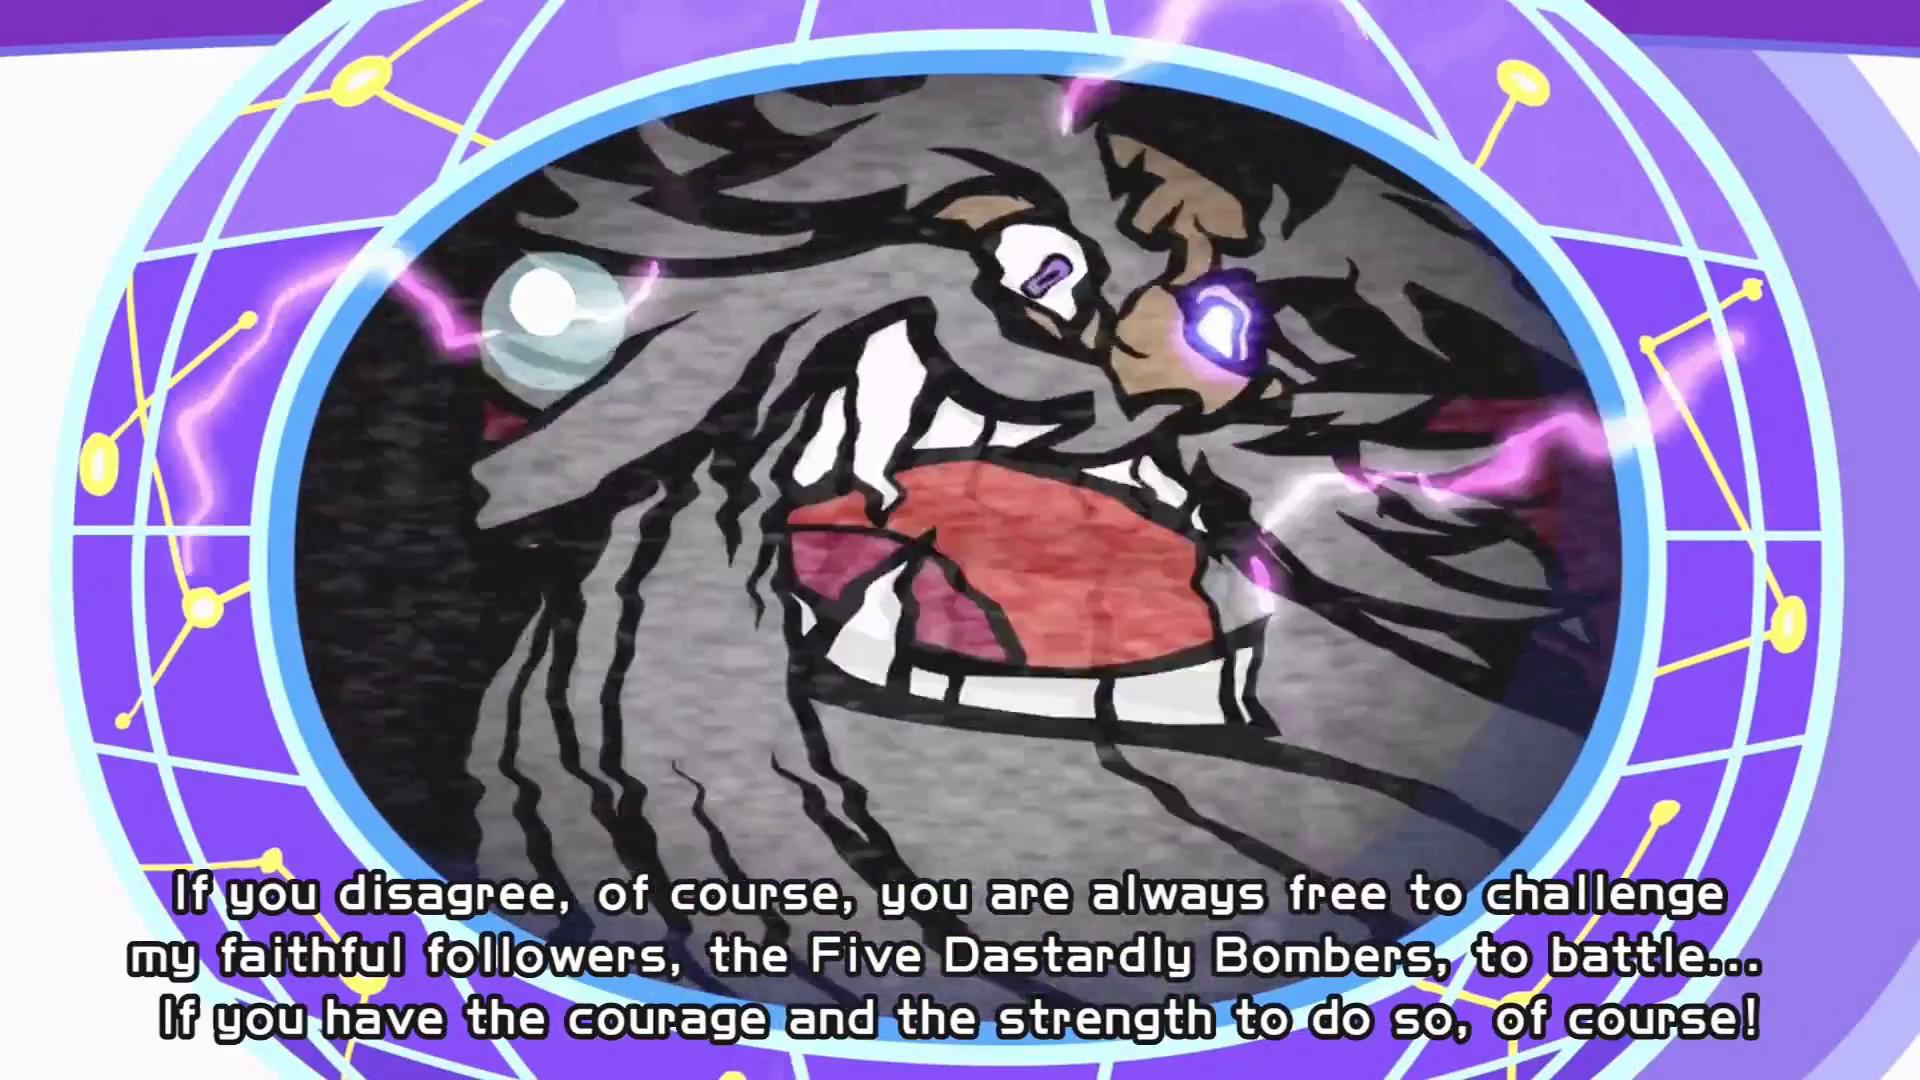 If you disagree, of course, you are always free to challenge
my faithful followers, the Five Dastardly Bombers, to battle...
If you have the courage and the strength to do so, of course!